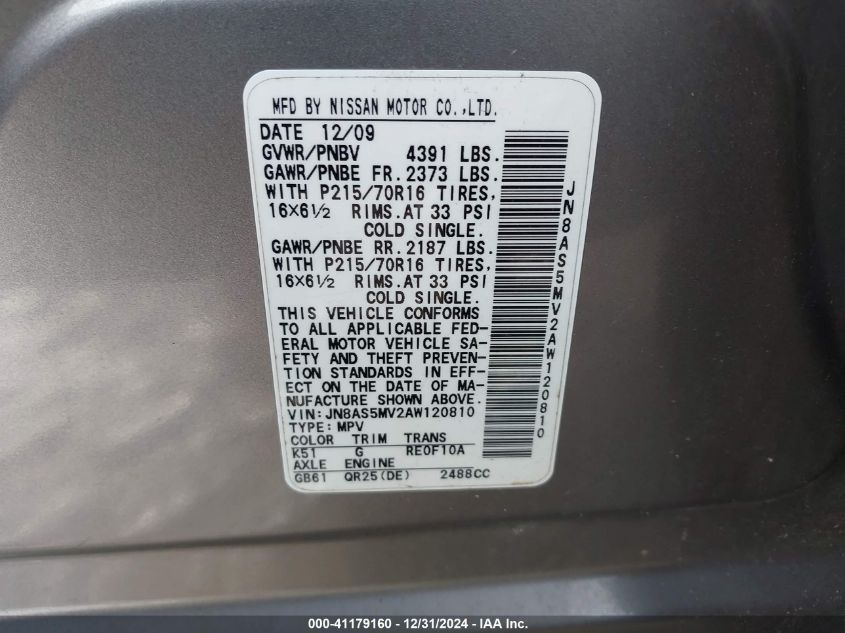 MFD BY NISSAN MOTOR CO.,LTD.
DATE 12/09
GVWR/PNBV 4391 LBS.
GAWR/PNBE FR. 2373 LBS.
WITH P215/70R16 TIRES,
16X6½ RIMS. AT 33 PSI
COLD SINGLE.
GAWR/PNBE RR. 2187 LBS.
WITH P215/70R16 TIRES,
16X6½ RIMS. AT 33 PSI
COLD SINGLE.
THIS VEHICLE CONFORMS
TO ALL APPLICABLE FED-
ERAL MOTOR VEHICLE SA-
FETY AND THEFT PREVEN-
TION STANDARDS IN EFF-
ECT ON THE DATE OF MA-
NUFACTURE SHOWN ABOVE.
VIN: JN8AS5MV2AW120810
TYPE: MPV
COLOR TRIM TRANS
K51 G RE0F10A
AXLE ENGINE
GB61 QR25(DE) 2488CC
JN8AS5MV2AW120810
000-41179160 - 12/31/2024 - IAA Inc.